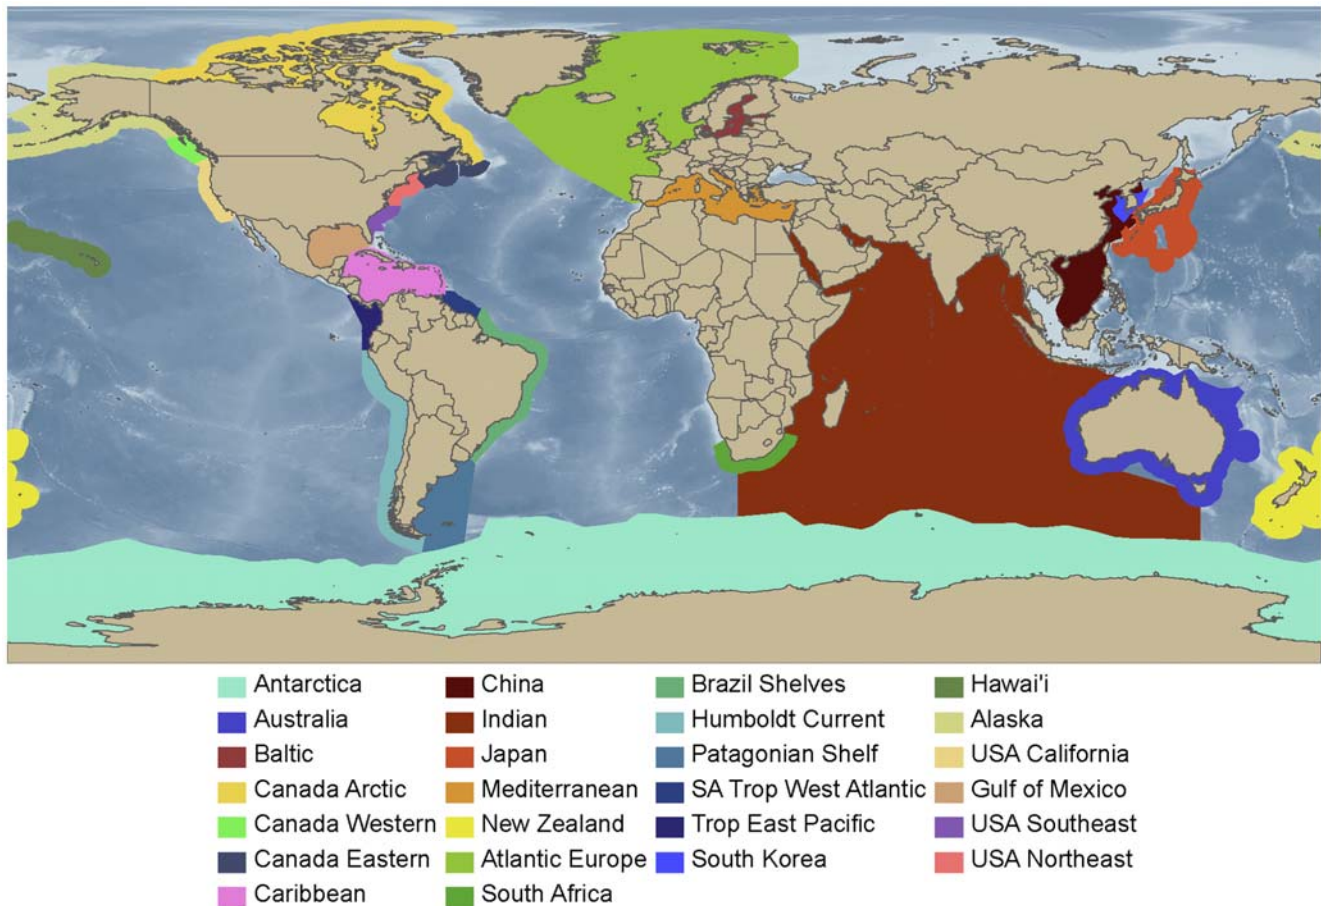 Antarctica
China
Brazil Shelves
Hawai'i
Australia
Indian
Humboldt Current
Alaska
Baltic
Japan
Patagonian Shelf
USA California
Canada Arctic
Mediterranean
SA Trop West Atlantic
Gulf of Mexico
Canada Western
New Zealand
Trop East Pacific
USA Southeast
Canada Eastern
Atlantic Europe
South Korea
USA Northeast
Caribbean
South Africa